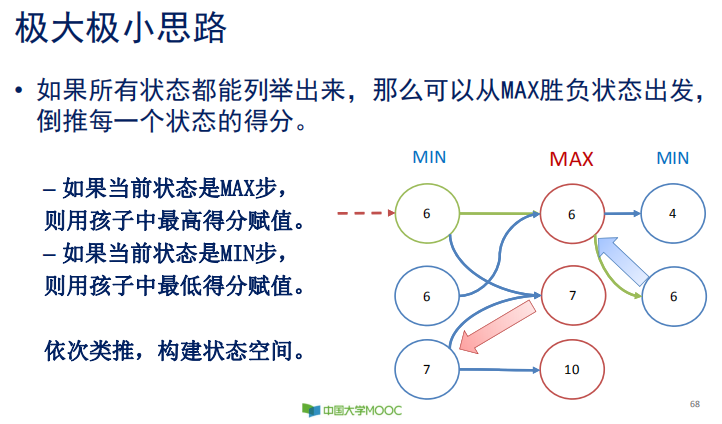 极大极小思路
• 如果所有状态都能列举出来，那么可以从MAX胜负状态出发，
倒推每一个状态的得分。
– 如果当前状态是MAX步，
则用孩子中最高得分赋值。
– 如果当前状态是MIN步，
则用孩子中最低得分赋值。
依次类推，构建状态空间。
MIN MAX MIN
6 6 4
6 7 6
7 10
中国大学MOOC
68